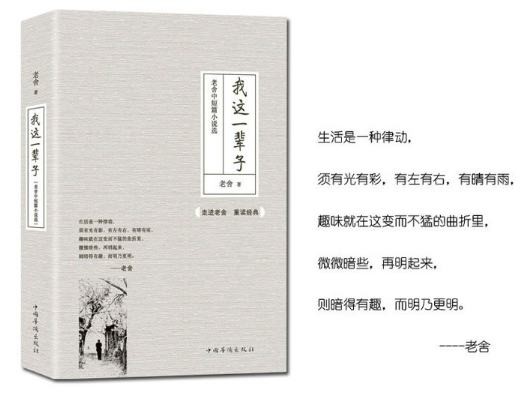 老舍 著
我这一辈子
老舍中短篇小说选
我这一辈子
老舍中短篇小说选
老舍 著
走进老舍 重读经典
生活是一种律动,
须有光有影,有左有右,有晴有雨,
趣味就在这变而不猛的曲折里,
微微暗些,再明起来,
则暗得有趣,而明乃更明。
——老舍
中国华侨出版社
中国华侨出版社
生活是一种律动,
须有光有彩,有左有右,有晴有雨,
趣味就在这变而不猛的曲折里,
微微暗些,再明起来,
则暗得有趣,而明乃更明。
----老舍